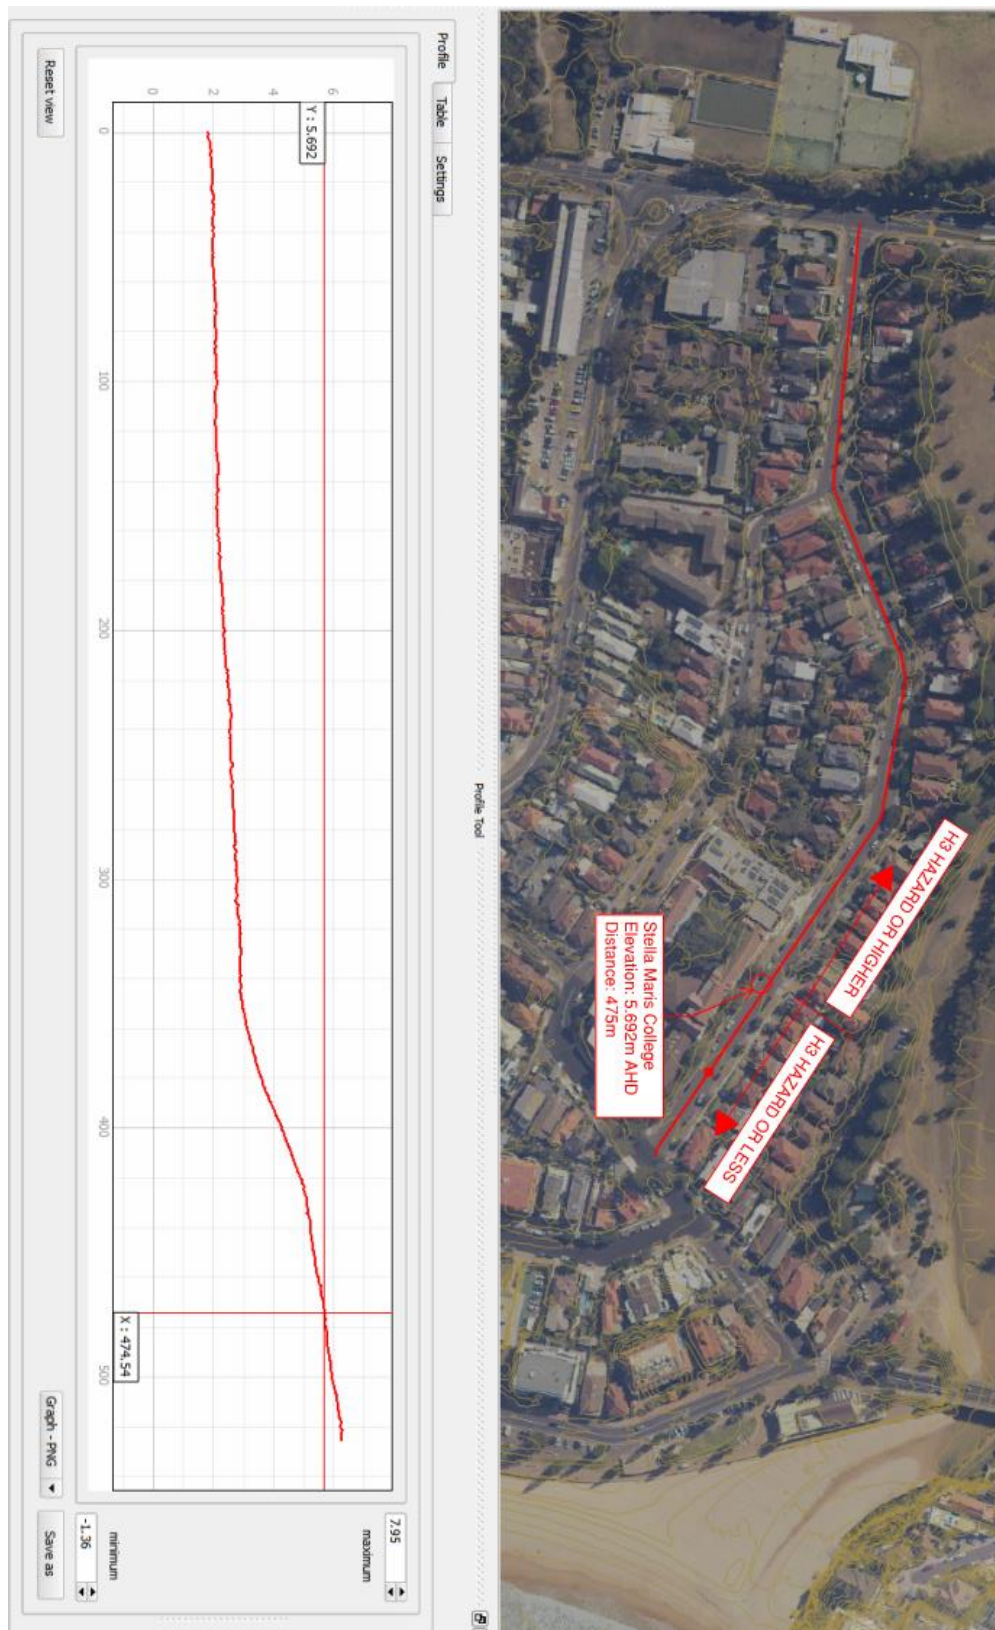 H3 HAZARD OR HIGHER
H3 HAZARD OR LESS
Stella Maris College
Elevation: 5.692m AHD
Distance: 475m
Profile Tool
Profile
Table
Settings
maximum
7.95
minimum
-1.36
6
4
2
0
Y : 5.692
X : 474.54
0
100
200
300
400
500
Reset view
Graph - PNG
Save as